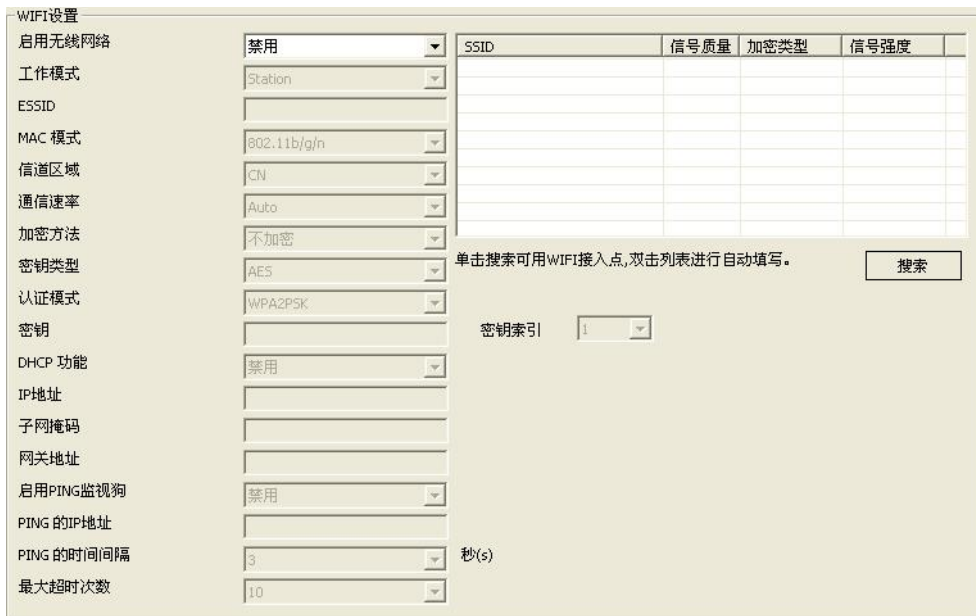 WIFI设置
启用无线网络 禁用
工作模式 Station
ESSID
MAC 模式 802.11b/g/n
信道区域 CN
通信速率 Auto
加密方法 不加密
密钥类型 AES
认证模式 WPA2PSK
密钥
DHCP 功能 禁用
IP地址
子网掩码
网关地址
启用PING监视狗 禁用
PING 的IP地址
PING 的时间间隔 3 秒(s)
最大超时次数 10
SSID 信号质量 加密类型 信号强度
单击搜索可用WIFI接入点,双击列表进行自动填写。 搜索
密钥索引 1